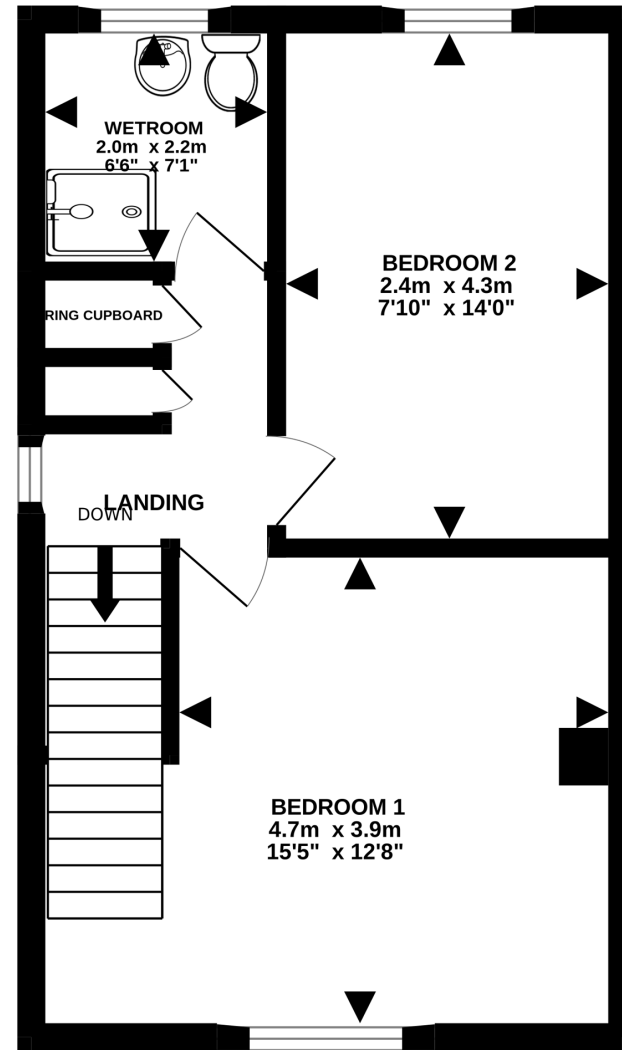 WETROOM
2.0m x 2.2m
6'6" x 7'1"
BEDROOM 2
2.4m x 4.3m
7'10" x 14'0"
RING CUPBOARD
LANDING
DOWN
BEDROOM 1
4.7m x 3.9m
15'5" x 12'8"